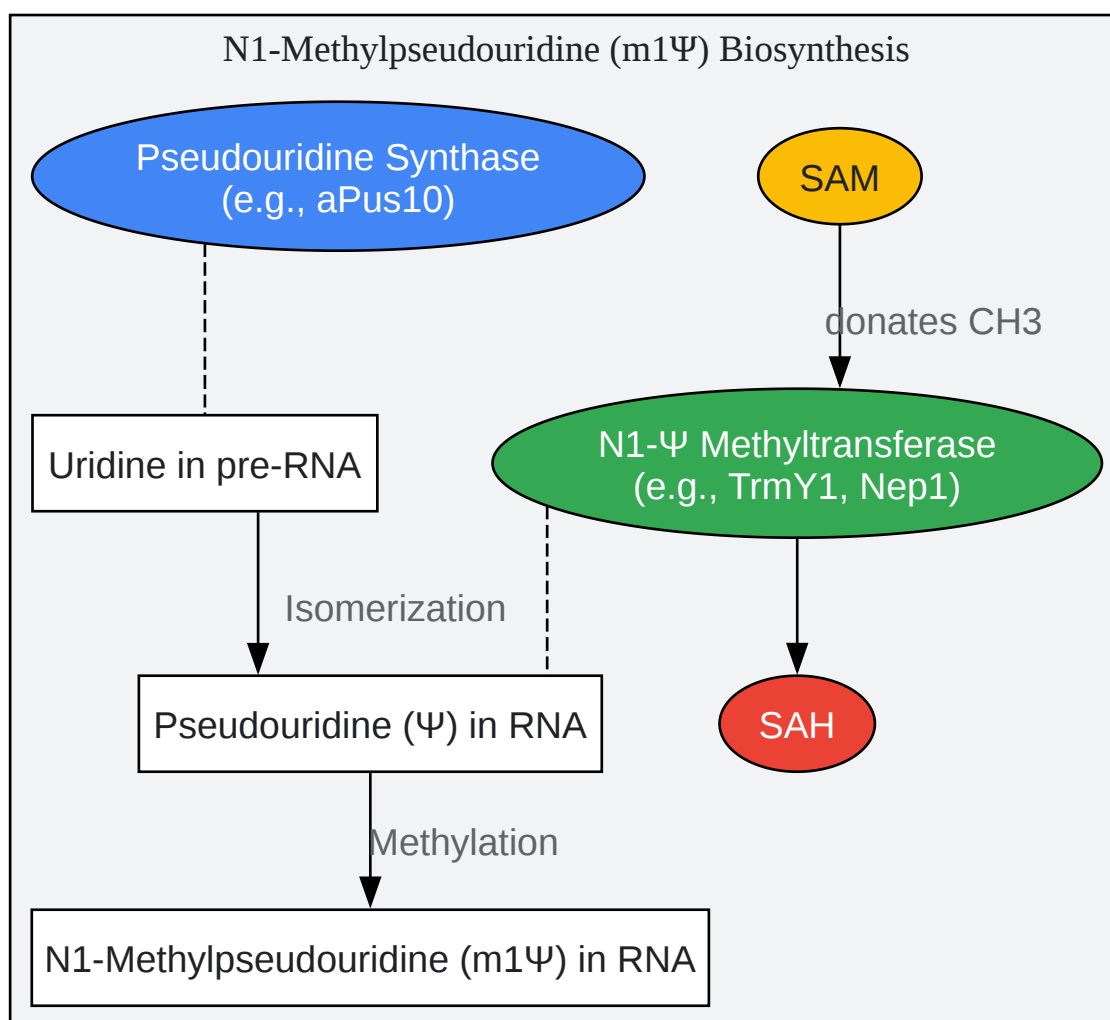 N1-Methylpseudouridine (m1Ψ) Biosynthesis
Pseudouridine Synthase
(e.g., aPus10)
SAM
donates CH3
Uridine in pre-RNA
N1-Ψ Methyltransferase
(e.g., TrmY1, Nep1)
Isomerization
Pseudouridine (Ψ) in RNA
SAH
Methylation
N1-Methylpseudouridine (m1Ψ) in RNA